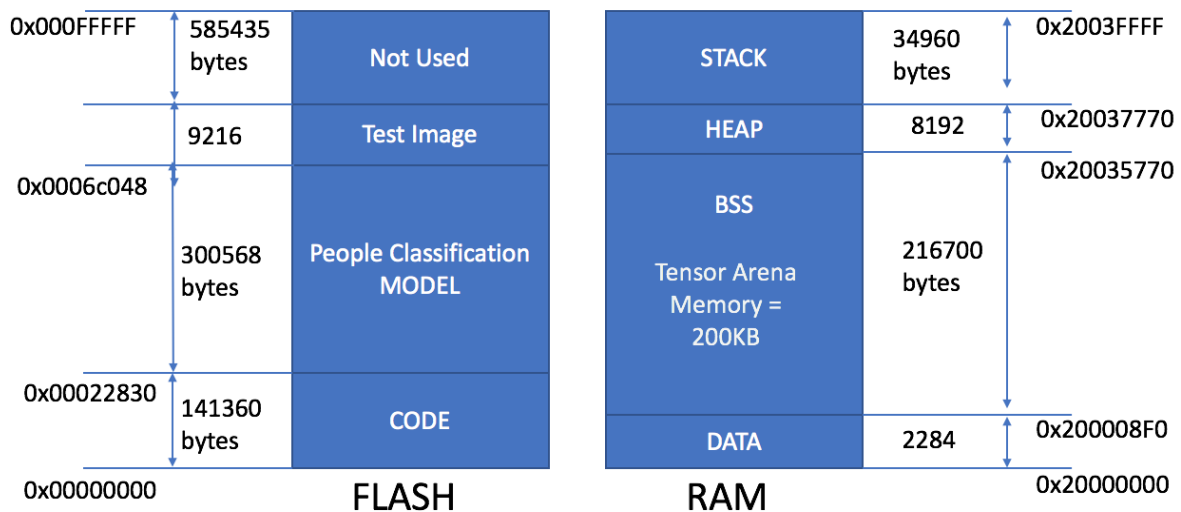 0x000FFFFF
585435
bytes
Not Used
9216
Test Image
0x0006c048
300568
bytes
People Classification
MODEL
0x00022830
141360
bytes
CODE
0x00000000
FLASH
STACK
34960
bytes
0x2003FFFF
HEAP
8192
0x20037770
0x20035770
BSS
Tensor Arena
Memory =
200KB
216700
bytes
DATA
2284
0x200008F0
0x20000000
RAM